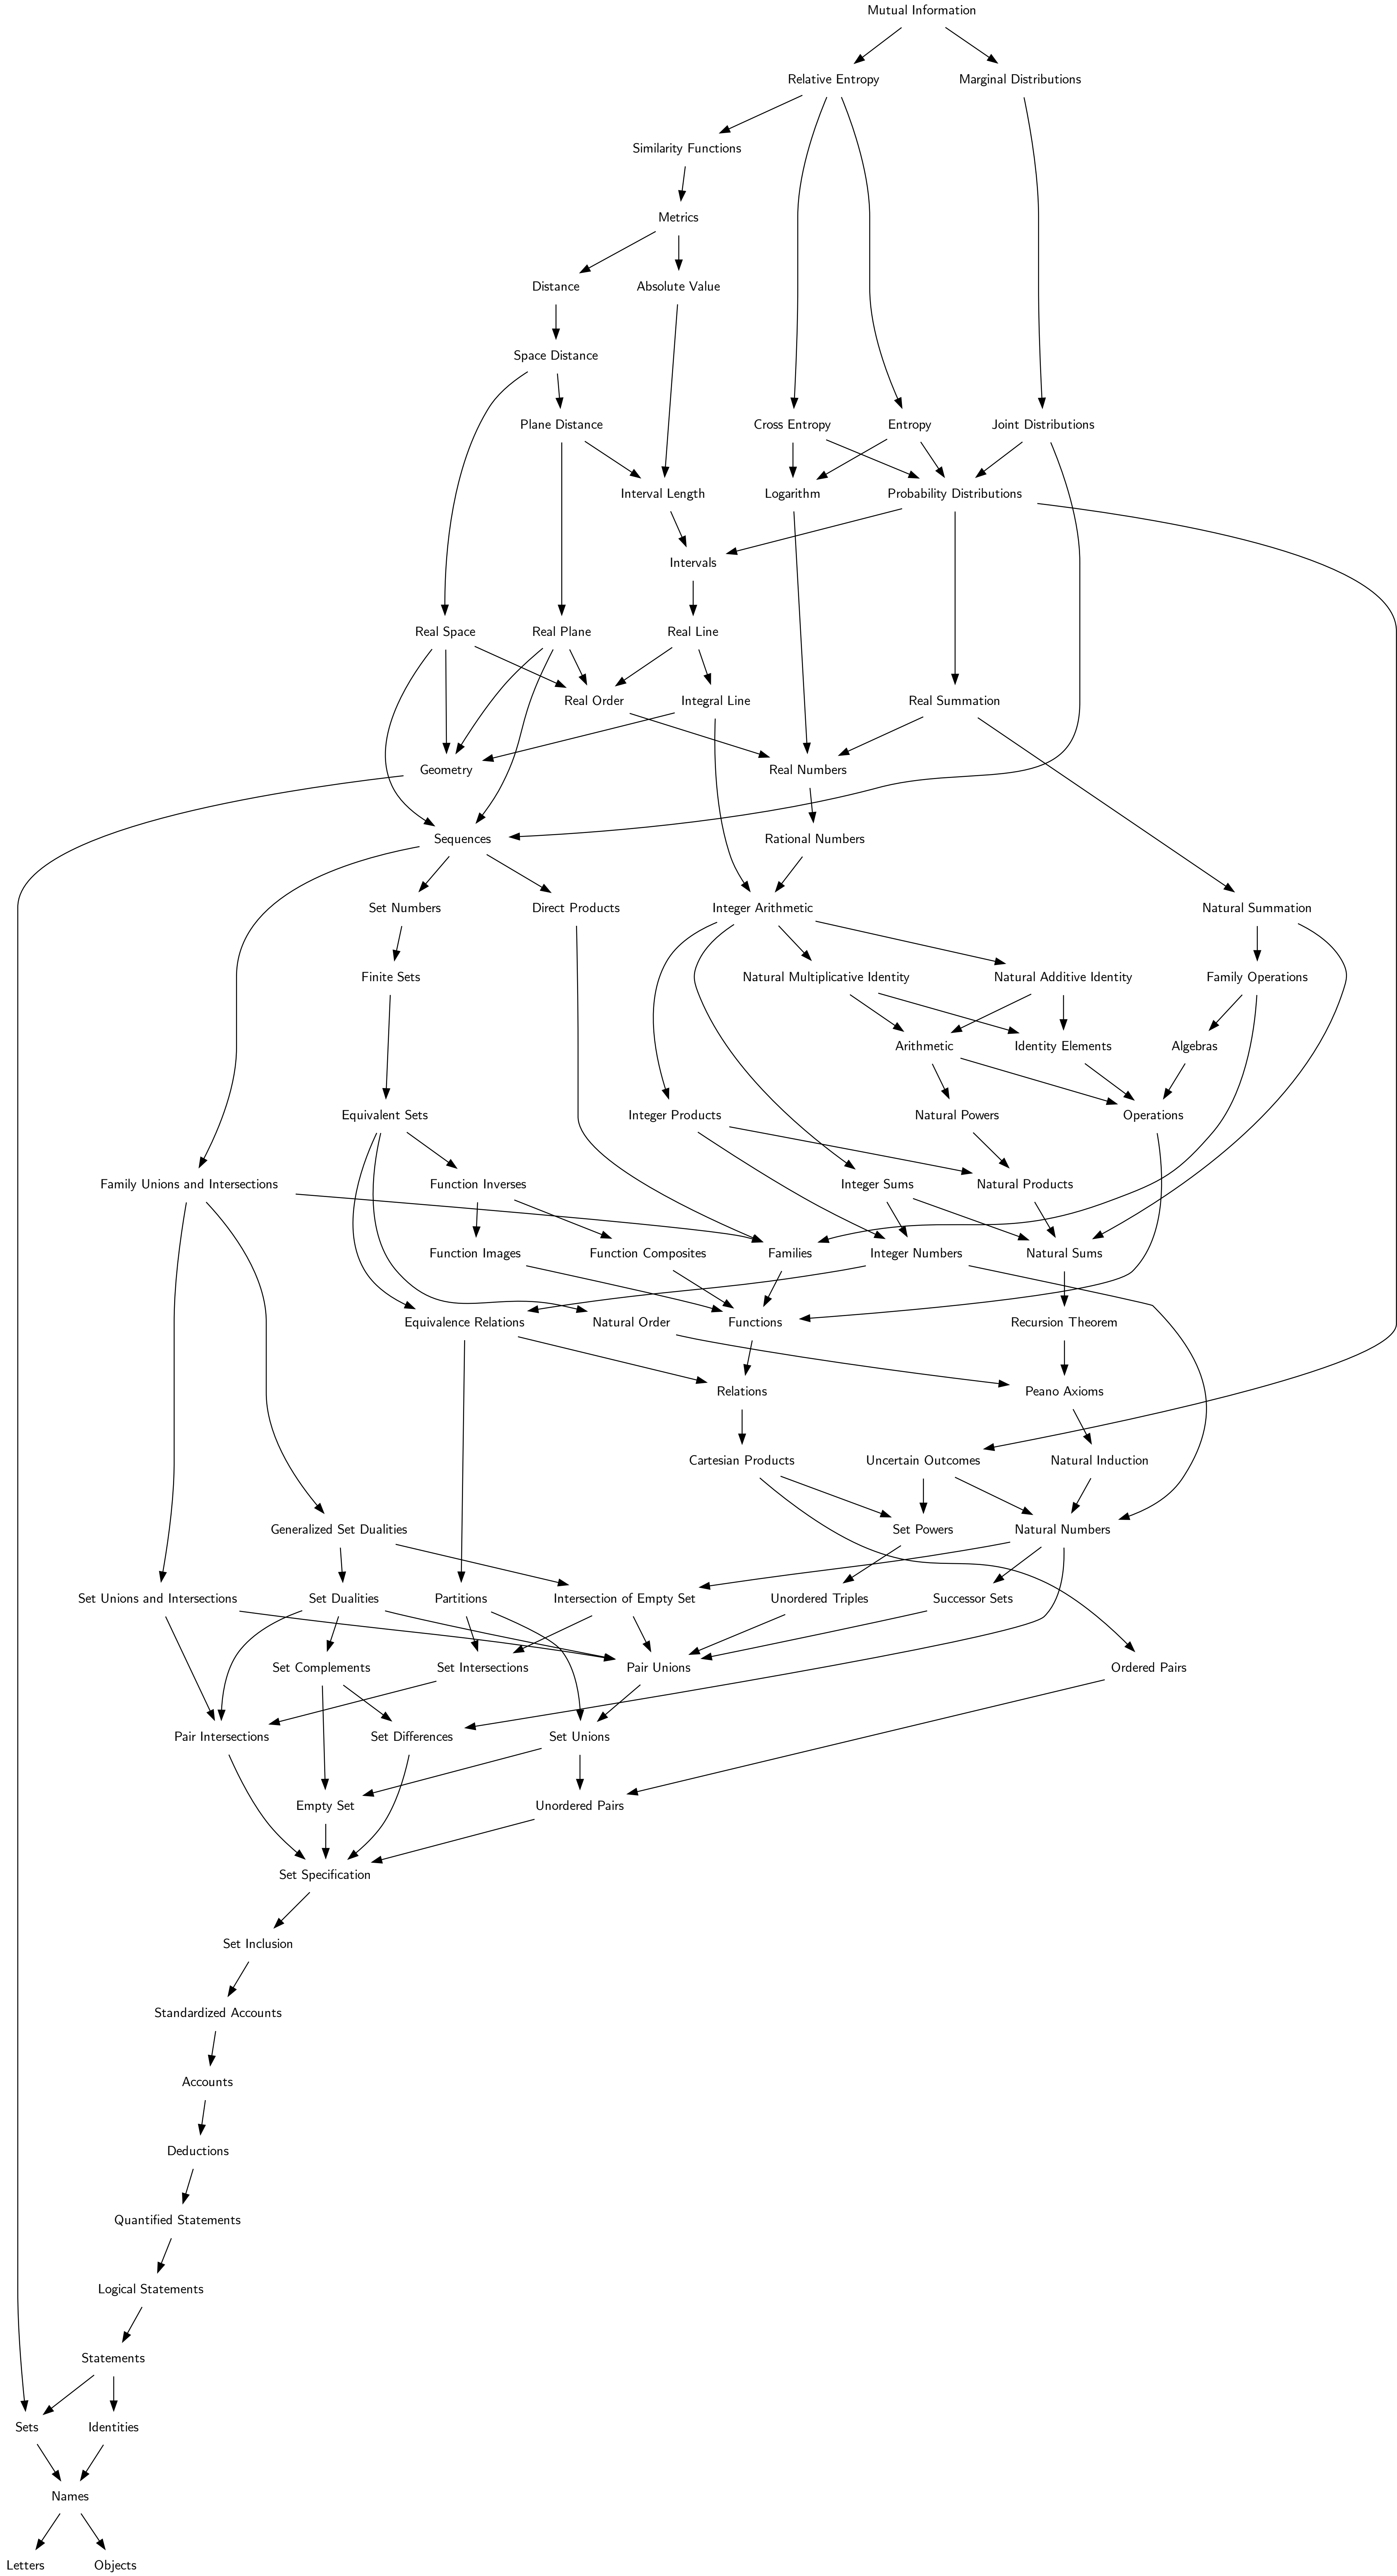 Mutual Information
Relative Entropy
Marginal Distributions
Similarity Functions
Metrics
Distance
Absolute Value
Space Distance
Plane Distance
Cross Entropy
Entropy
Joint Distributions
Interval Length
Logarithm
Probability Distributions
Intervals
Real Space
Real Plane
Real Line
Real Order
Integral Line
Real Summation
Geometry
Real Numbers
Sequences
Rational Numbers
Set Numbers
Direct Products
Integer Arithmetic
Natural Summation
Finite Sets
Natural Multiplicative Identity
Natural Additive Identity
Family Operations
Arithmetic
Identity Elements
Algebras
Equivalent Sets
Integer Products
Natural Powers
Operations
Family Unions and Intersections
Function Inverses
Integer Sums
Natural Products
Function Images
Function Composites
Families
Integer Numbers
Natural Sums
Equivalence Relations
Natural Order
Functions
Recursion Theorem
Relations
Peano Axioms
Cartesian Products
Uncertain Outcomes
Natural Induction
Generalized Set Dualities
Set Powers
Natural Numbers
Set Unions and Intersections
Set Dualities
Partitions
Intersection of Empty Set
Unordered Triples
Successor Sets
Set Complements
Set Intersections
Pair Unions
Ordered Pairs
Pair Intersections
Set Differences
Set Unions
Empty Set
Unordered Pairs
Set Specification
Set Inclusion
Standardized Accounts
Accounts
Deductions
Quantified Statements
Logical Statements
Statements
Sets
Identities
Names
Letters
Objects